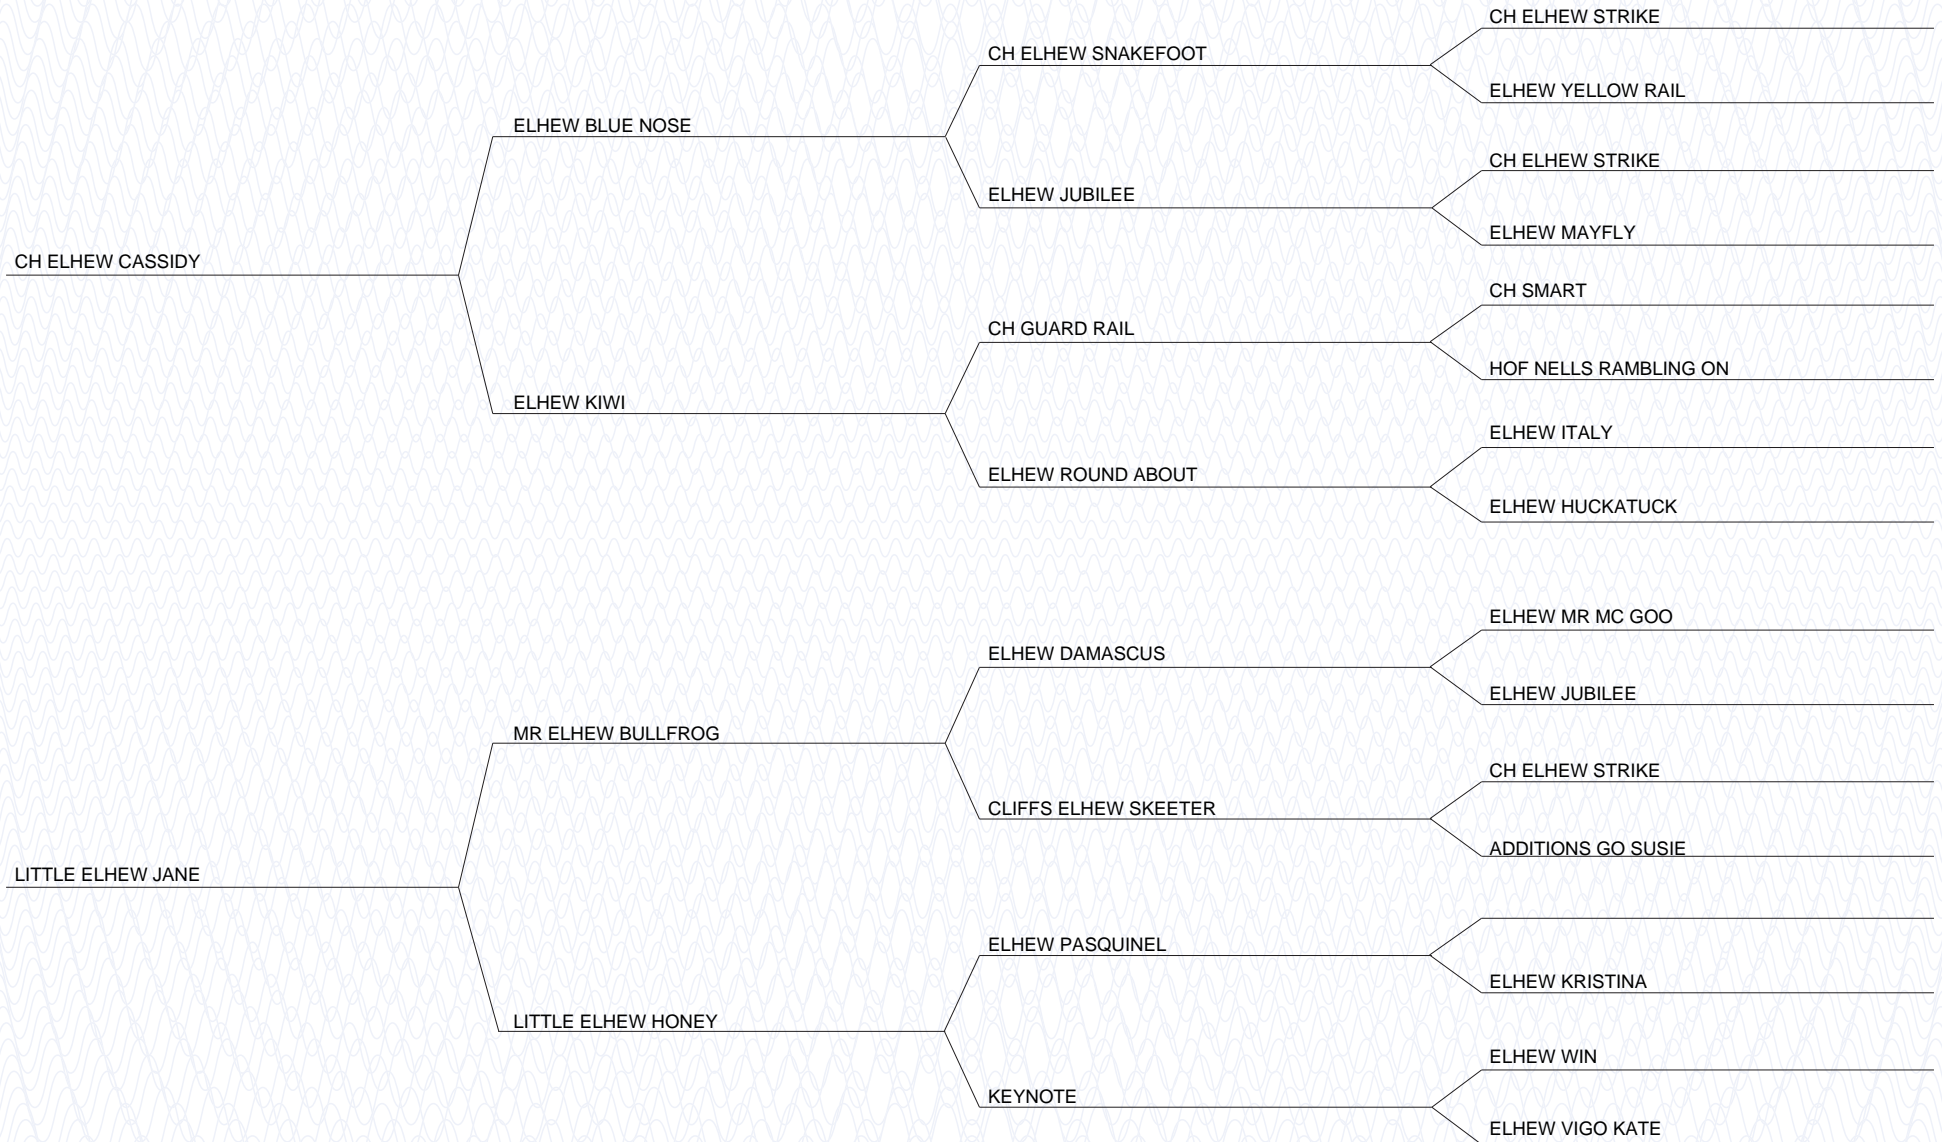 CH ELHEW STRIKE
CH ELHEW SNAKEFOOT
ELHEW YELLOW RAIL
ELHEW BLUE NOSE
CH ELHEW STRIKE
ELHEW JUBILEE
ELHEW MAYFLY
CH ELHEW CASSIDY
CH SMART
CH GUARD RAIL
HOF NELLS RAMBLING ON
ELHEW KIWI
ELHEW ITALY
ELHEW ROUND ABOUT
ELHEW HUCKATUCK
ELHEW MR MC GOO
ELHEW DAMASCUS
ELHEW JUBILEE
MR ELHEW BULLFROG
CH ELHEW STRIKE
CLIFFS ELHEW SKEETER
ADDITIONS GO SUSIE
LITTLE ELHEW JANE
ELHEW PASQUINEL
ELHEW KRISTINA
LITTLE ELHEW HONEY
ELHEW WIN
KEYNOTE
ELHEW VIGO KATE